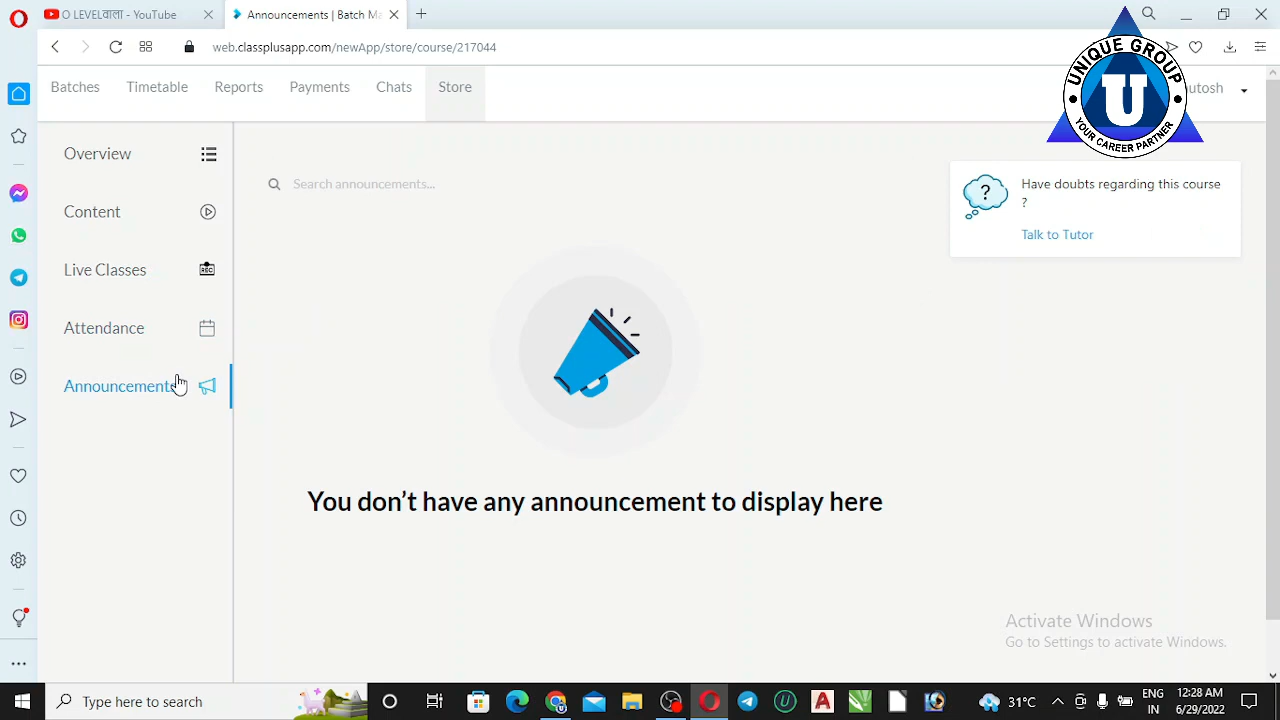 O LEVELवाला - YouTube
Announcements | Batch Ma
web.classplusapp.com/newApp/store/course/217044
UNIQUE GROUP
U
YOUR CAREER PARTNER
Batches
Timetable
Reports
Payments
Chats
Store
utosh
Overview
Content
Live Classes
REC
Attendance
Announcements
Search announcements...
?
Have doubts regarding this course
?
Talk to Tutor
You don't have any announcement to display here
Activate Windows
Go to Settings to activate Windows.
Type here to search
31°C
ENG
IN
12:28 AM
6/29/2022